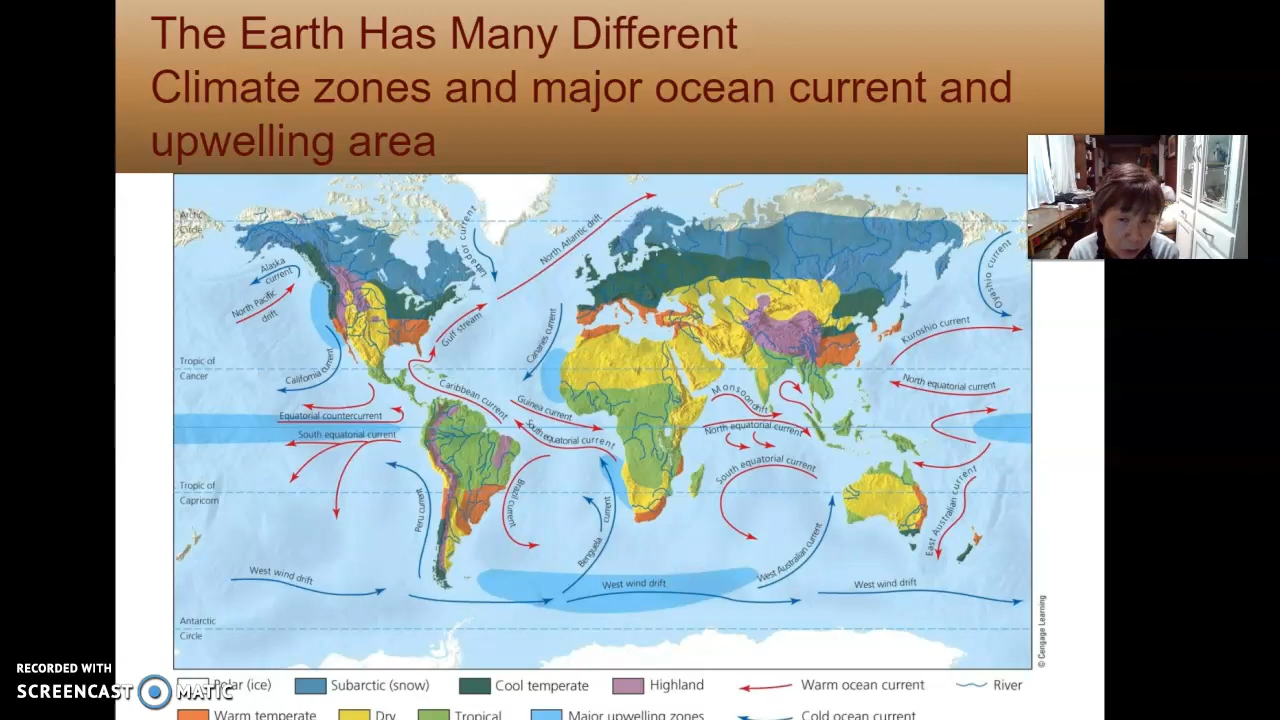 The Earth Has Many Different
Climate zones and major ocean current and
upwelling area
Arctic
Circle
Labrador current
North Atlantic drift
Oyashio current
Alaska
current
North Pacific
drift
Gulf stream
Canaries current
Kuroshio current
Tropic of
Cancer
California current
Caribbean current
Monsoon drift
North equatorial current
Equatorial countercurrent
Guinea current
South equatorial current
South equatorial current
North equatorial current
South equatorial current
Tropic of
Capricorn
Peru current
Brazil current
Benguela current
West Australian current
East Australian current
West wind drift
West wind drift
West wind drift
Antarctic
Circle
© Cengage Learning
RECORDED WITH
SCREENCAST MATIC
Polar (ice)
Subarctic (snow)
Cool temperate
Highland
Warm ocean current
River
Warm temperate
Dry
Tropical
Major upwelling zones
Cold ocean current